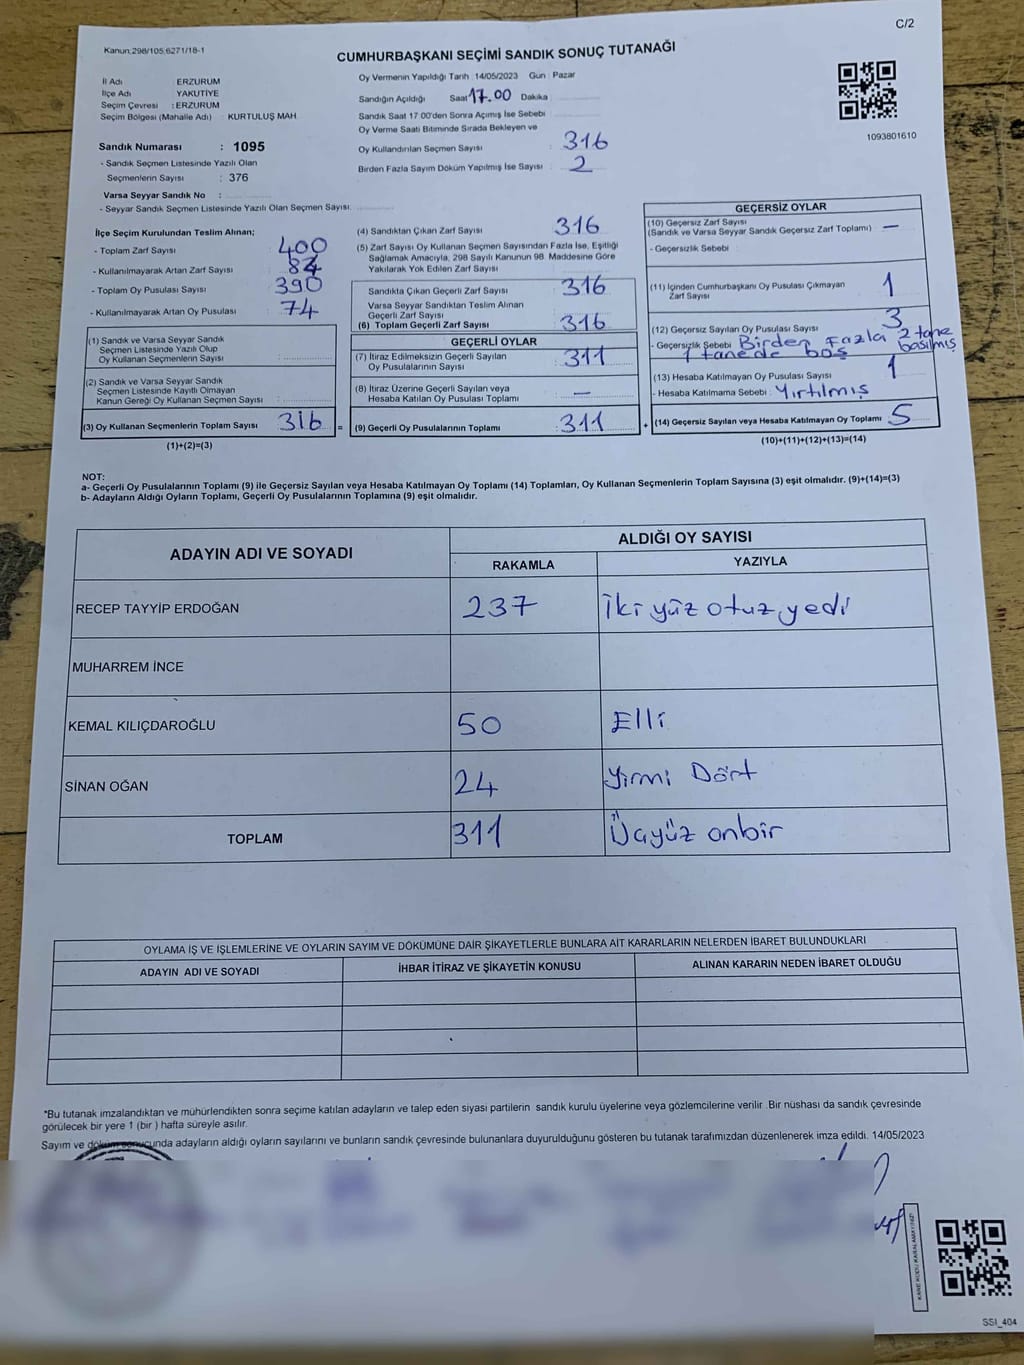 C/2
Kanun:298/105,6271/18-1
CUMHURBAŞKANI SEÇİMİ SANDIK SONUÇ TUTANAĞI
İl Adı : ERZURUM
İlçe Adı YAKUTİYE
Seçim Çevresi : ERZURUM
Seçim Bölgesi (Mahalle Adı) : KURTULUŞ MAH
Sandık Numarası : 1095
- Sandık Seçmen Listesinde Yazılı Olan
Seçmenlerin Sayısı : 376
Varsa Seyyar Sandık No :
- Seyyar Sandık Seçmen Listesinde Yazılı Olan Seçmen Sayısı:
Oy Vermenin Yapıldığı Tarih : 14/05/2023 Gün : Pazar
Sandığın Açıldığı Saat 17.00 Dakika
Sandık Saat 17:00'den Sonra Açımış İse Sebebi
Oy Verme Saati Bitiminde Sırada Bekleyen ve
Oy Kullandırılan Seçmen Sayısı : 316
Birden Fazla Sayım Döküm Yapılmış İse Sayısı : 2
1093801610
İlçe Seçim Kurulundan Teslim Alınan;
- Toplam Zarf Sayısı : 400
- Kullanılmayarak Artan Zarf Sayısı : 84
- Toplam Oy Pusulası Sayısı : 390
- Kullanılmayarak Artan Oy Pusulası : 74
(1) Sandık ve Varsa Seyyar Sandık
Seçmen Listesinde Yazılı Olup
Oy Kullanan Seçmenlerin Sayısı
(2) Sandık ve Varsa Seyyar Sandık
Seçmen Listesinde Kayıtlı Olmayan
Kanun Gereği Oy Kullanan Seçmen Sayısı
(3) Oy Kullanan Seçmenlerin Toplam Sayısı : 316 =
(1)+(2)=(3)
(4) Sandıktan Çıkan Zarf Sayısı : 316
(5) Zarf Sayısı Oy Kullanan Seçmen Sayısından Fazla İse, Eşitliği
Sağlamak Amacıyla, 298 Sayılı Kanunun 98. Maddesine Göre
Yakılarak Yok Edilen Zarf Sayısı
Sandıkta Çıkan Geçerli Zarf Sayısı : 316
Varsa Seyyar Sandıktan Teslim Alınan
Geçerli Zarf Sayısı
(6) Toplam Geçerli Zarf Sayısı : 316
GEÇERLİ OYLAR
(7) İtiraz Edilmeksizin Geçerli Sayılan
Oy Pusulalarının Sayısı : 311
(8) İtiraz Üzerine Geçerli Sayılan veya
Hesaba Katılan Oy Pusulası Toplamı : —
(9) Geçerli Oy Pusulalarının Toplamı : 311 +
GEÇERSİZ OYLAR
(10) Geçersiz Zarf Sayısı
(Sandık ve Varsa Seyyar Sandık Geçersiz Zarf Toplamı) —
- Geçersizlik Sebebi :
(11) İçinden Cumhurbaşkanı Oy Pusulası Çıkmayan
Zarf Sayısı 1
(12) Geçersiz Sayılan Oy Pusulası Sayısı 3
- Geçersizlik Sebebi Birden Fazla 2 tane basılmış
1 tanede boş
(13) Hesaba Katılmayan Oy Pusulası Sayısı 1
- Hesaba Katılmama Sebebi : Yırtılmış
(14) Geçersiz Sayılan veya Hesaba Katılmayan Oy Toplamı 5
(10)+(11)+(12)+(13)=(14)
NOT:
a- Geçerli Oy Pusulalarının Toplamı (9) ile Geçersiz Sayılan veya Hesaba Katılmayan Oy Toplamı (14) Toplamları, Oy Kullanan Seçmenlerin Toplam Sayısına (3) eşit olmalıdır. (9)+(14)=(3)
b- Adayların Aldığı Oyların Toplamı, Geçerli Oy Pusulalarının Toplamına (9) eşit olmalıdır.
ADAYIN ADI VE SOYADI
ALDIĞI OY SAYISI
RAKAMLA YAZIYLA
RECEP TAYYİP ERDOĞAN 237 İki yüz otuz yedi
MUHARREM İNCE
KEMAL KILIÇDAROĞLU 50 Elli
SİNAN OĞAN 24 Yirmi Dört
TOPLAM 311 Üçyüz onbir
OYLAMA İŞ VE İŞLEMLERİNE VE OYLARIN SAYIM VE DÖKÜMÜNE DAİR ŞİKAYETLERLE BUNLARA AİT KARARLARIN NELERDEN İBARET BULUNDUKLARI
ADAYIN ADI VE SOYADI İHBAR İTİRAZ VE ŞİKAYETİN KONUSU ALINAN KARARIN NEDEN İBARET OLDUĞU
*Bu tutanak imzalandıktan ve mühürlendikten sonra seçime katılan adayların ve talep eden siyasi partilerin sandık kurulu üyelerine veya gözlemcilerine verilir. Bir nüshası da sandık çevresinde
görülecek bir yere 1 (bir ) hafta süreyle asılır.
Sayım ve döküm sonucunda adayların aldığı oyların sayılarını ve bunların sandık çevresinde bulunanlara duyurulduğunu gösteren bu tutanak tarafımızdan düzenlenerek imza edildi. 14/05/2023
KARE KODU KARALAMAYINIZ!
SSI_404